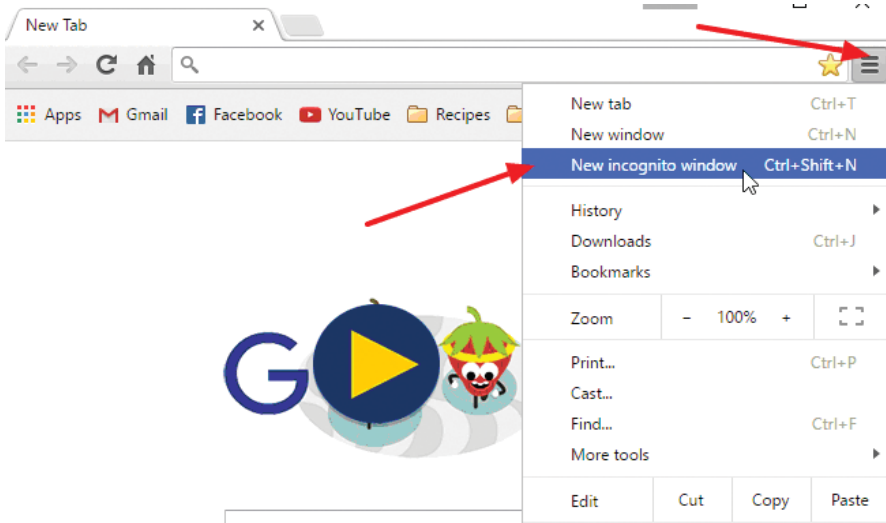 New Tab
Apps Gmail Facebook YouTube Recipes
New tab Ctrl+T
New window Ctrl+N
New incognito window Ctrl+Shift+N
History
Downloads Ctrl+J
Bookmarks
Zoom - 100% +
Print... Ctrl+P
Cast...
Find... Ctrl+F
More tools
Edit Cut Copy Paste
G